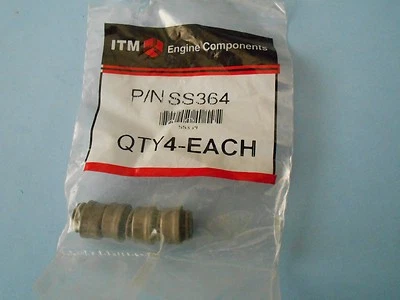 ITM Engine Components
P/N SS364
QTY4-EACH